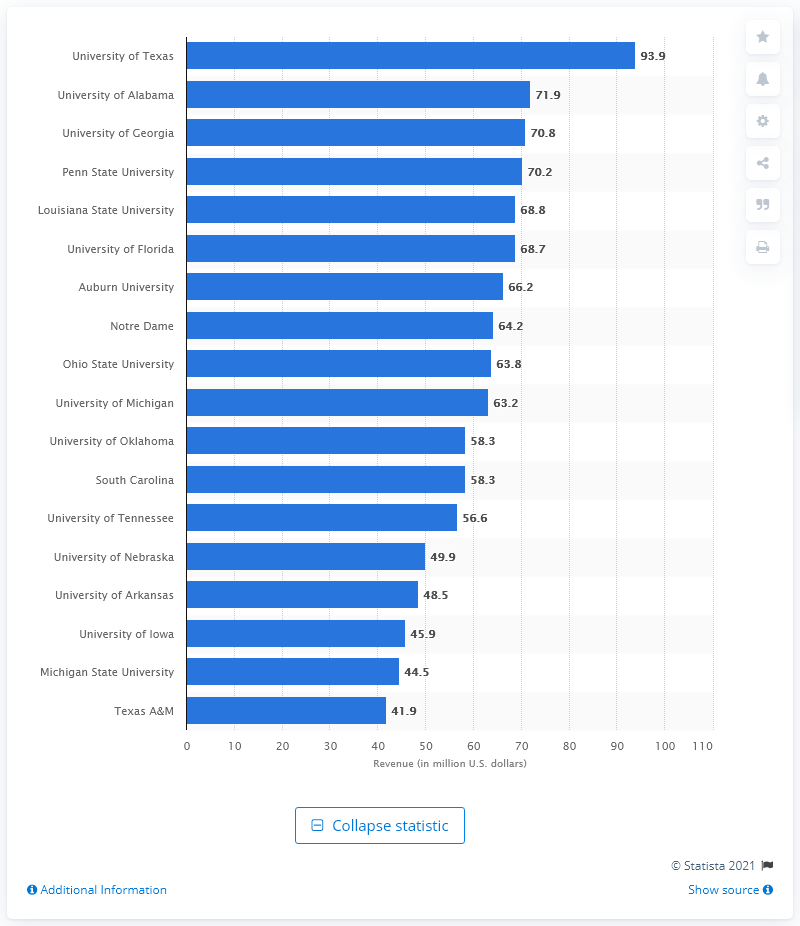 University of Texas 93.9
University of Alabama 71.9
University of Georgia 70.8
Penn State University 70.2
Louisiana State University 68.8
University of Florida 68.7
Auburn University 66.2
Notre Dame 64.2
Ohio State University 63.8
University of Michigan 63.2
University of Oklahoma 58.3
South Carolina 58.3
University of Tennessee 56.6
University of Nebraska 49.9
University of Arkansas 48.5
University of Iowa 45.9
Michigan State University 44.5
Texas A&M 41.9
0 10 20 30 40 50 60 70 80 90 100 110
Revenue (in million U.S. dollars)
Collapse statistic
© Statista 2021
Additional Information Show source